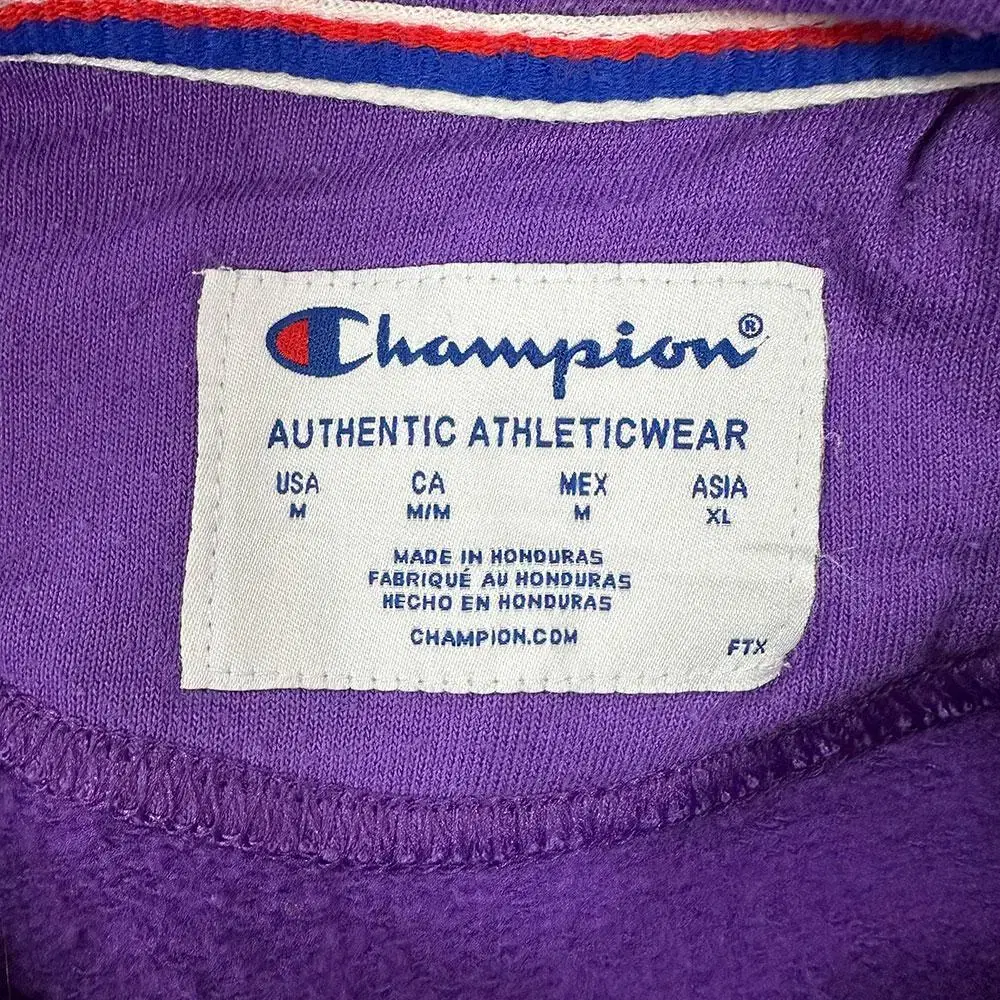 Champion®
AUTHENTIC ATHLETICWEAR
USA CA MEX ASIA
M M/M M XL
MADE IN HONDURAS
FABRIQUÉ AU HONDURAS
HECHO EN HONDURAS
CHAMPION.COM
FTX